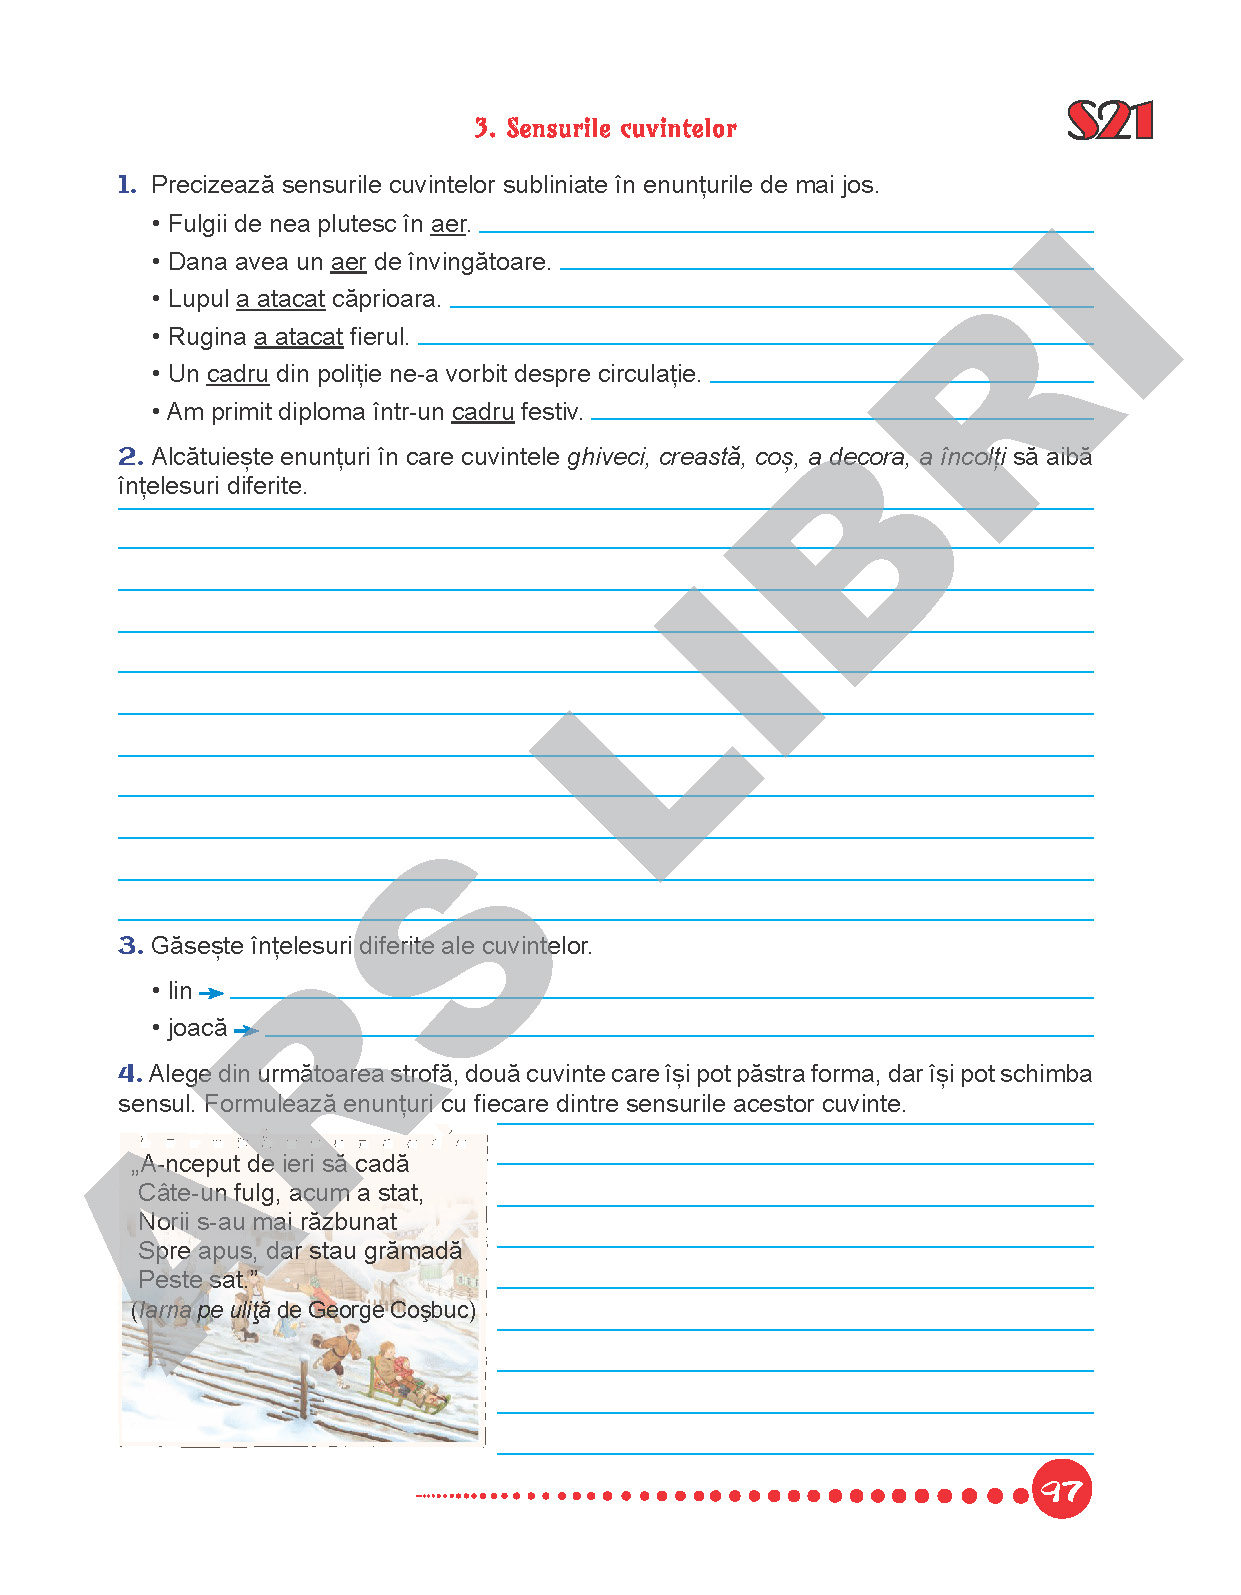 S21
3. Sensurile cuvintelor
1. Precizează sensurile cuvintelor subliniate în enunțurile de mai jos.
• Fulgii de nea plutesc în aer.
• Dana avea un aer de învingătoare.
• Lupul a atacat căprioara.
• Rugina a atacat fierul.
• Un cadru din poliție ne-a vorbit despre circulație.
• Am primit diploma într-un cadru festiv.
2. Alcătuiește enunțuri în care cuvintele ghiveci, creastă, coș, a decora, a încolți să aibă
înțelesuri diferite.
3. Găsește înțelesuri diferite ale cuvintelor.
• lin
• joacă
4. Alege din următoarea strofă, două cuvinte care își pot păstra forma, dar își pot schimba
sensul. Formulează enunțuri cu fiecare dintre sensurile acestor cuvinte.
„A-nceput de ieri să cadă
Câte-un fulg, acum a stat,
Norii s-au mai răzbunat
Spre apus, dar stau grămadă
Peste sat.”
(Iarna pe uliţă de George Coşbuc)
97
ARS LIBRI